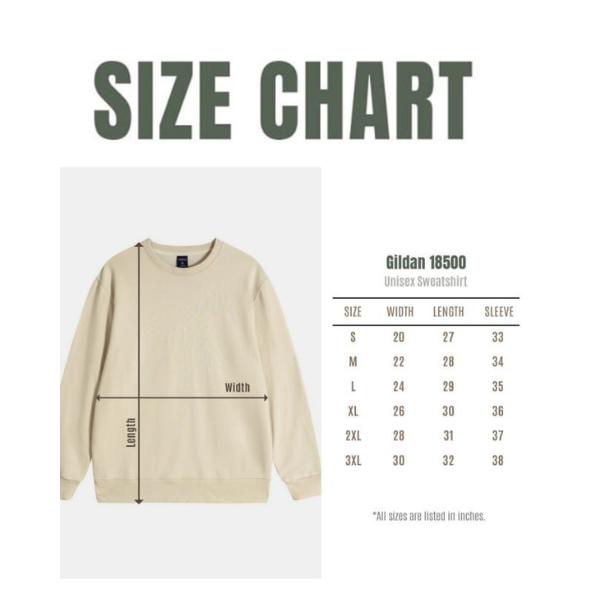 SIZE CHART
Gildan 18500
Unisex Sweatshirt
SIZE WIDTH LENGTH SLEEVE
S 20 27 33
M 22 28 34
L 24 29 35
XL 26 30 36
2XL 28 31 37
3XL 30 32 38
*All sizes are listed in inches.
Width
Length